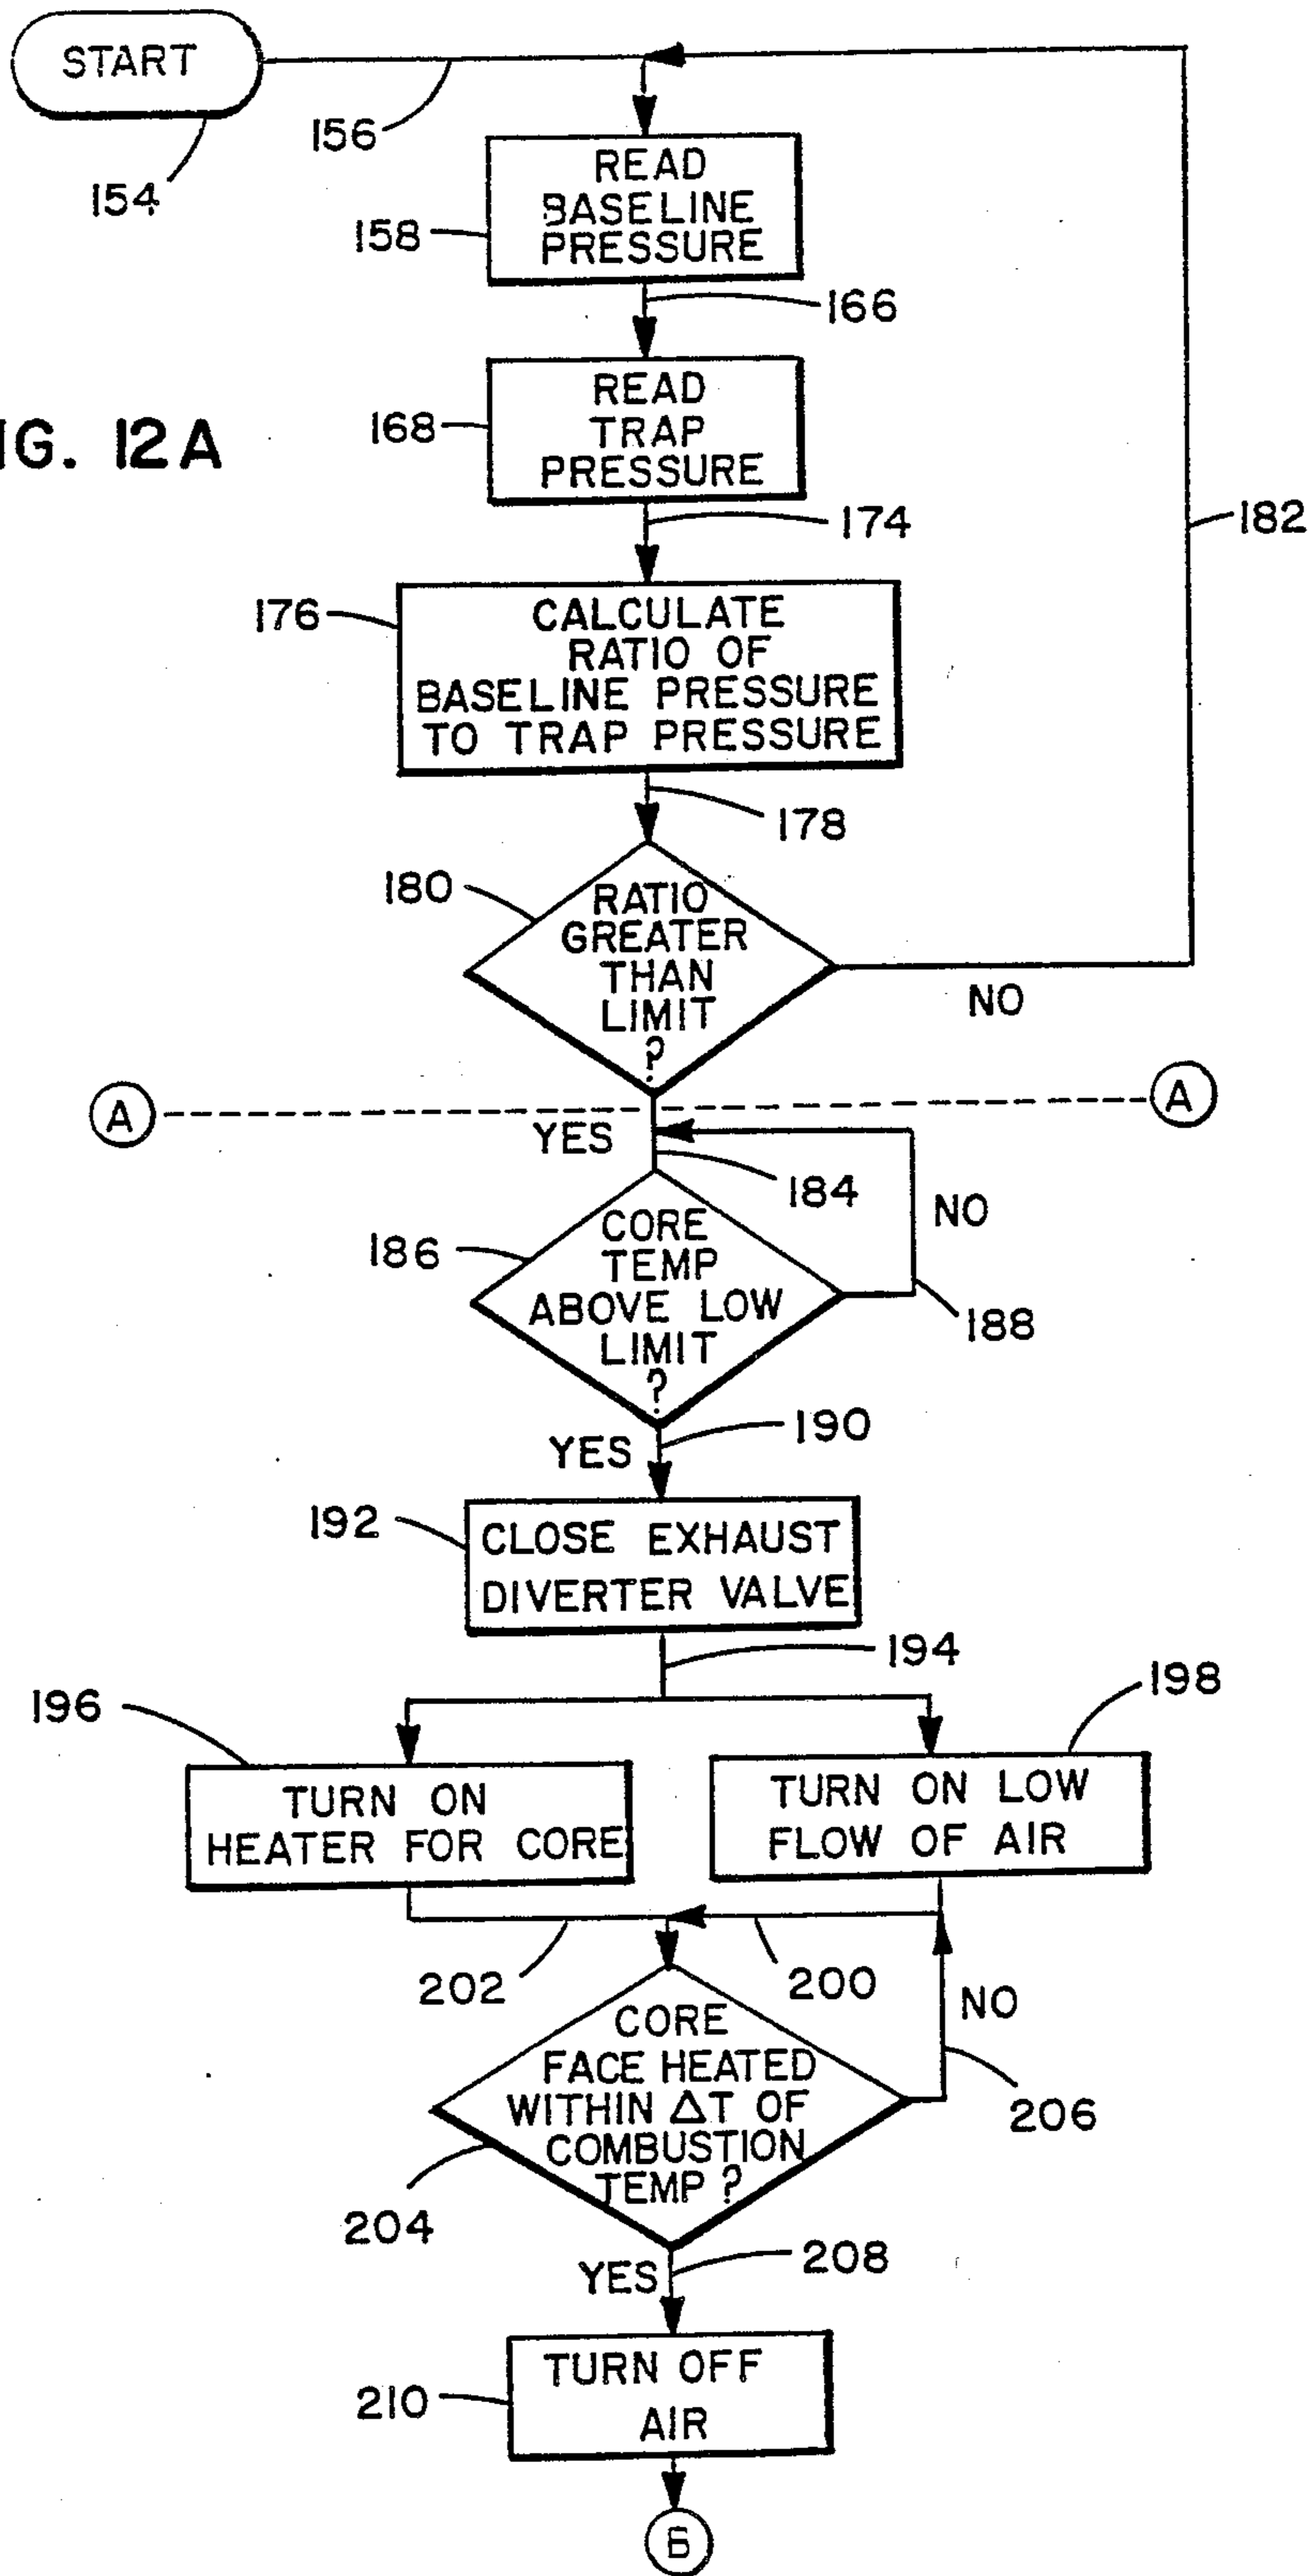 START
156
154
READ
BASELINE
PRESSURE
158
166
IG. 12A
READ
TRAP
PRESSURE
168
174
182
176
CALCULATE
RATIO OF
BASELINE PRESSURE
TO TRAP PRESSURE
178
180
RATIO
GREATER
THAN
LIMIT
?
NO
A
A
YES
184
NO
186
CORE
TEMP
ABOVE LOW
LIMIT
?
188
YES
190
192
CLOSE EXHAUST
DIVERTER VALVE
194
196
198
TURN ON
HEATER FOR CORE
TURN ON LOW
FLOW OF AIR
202
200
NO
CORE
FACE HEATED
WITHIN ΔT OF
COMBUSTION
TEMP ?
206
204
YES
208
TURN OFF
AIR
210
B